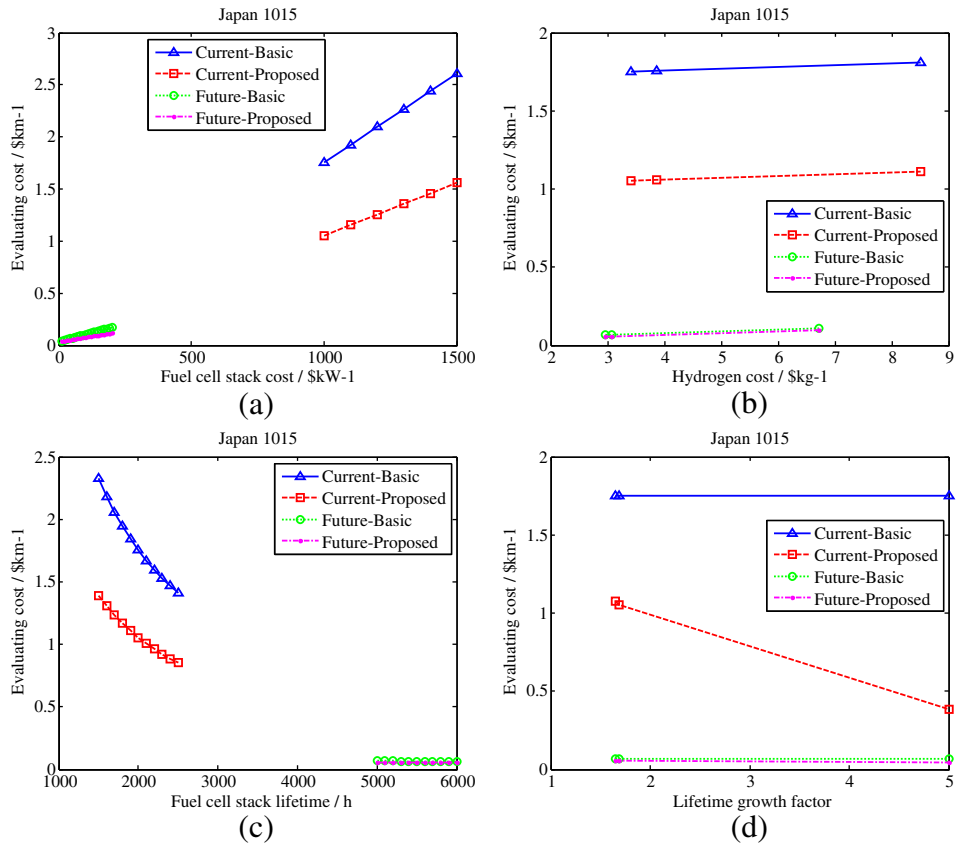 Japan 1015
3
2.5
2
1.5
1
0.5
0
Evaluating cost / $km-1
Current-Basic
Current-Proposed
Future-Basic
Future-Proposed
0 500 1000 1500
Fuel cell stack cost / $kW-1
(a)
Japan 1015
2
1.5
1
0.5
0
Evaluating cost / $km-1
Current-Basic
Current-Proposed
Future-Basic
Future-Proposed
2 3 4 5 6 7 8 9
Hydrogen cost / $kg-1
(b)
Japan 1015
2.5
2
1.5
1
0.5
0
Evaluating cost / $km-1
Current-Basic
Current-Proposed
Future-Basic
Future-Proposed
1000 2000 3000 4000 5000 6000
Fuel cell stack lifetime / h
(c)
Japan 1015
2
1.5
1
0.5
0
Evaluating cost / $km-1
Current-Basic
Current-Proposed
Future-Basic
Future-Proposed
1 2 3 4 5
Lifetime growth factor
(d)